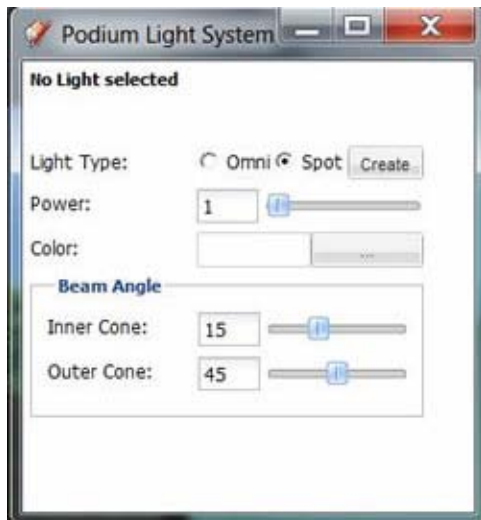 Podium Light System
No Light selected
Light Type: Omni Spot Create
Power: 1
Color: ...
Beam Angle
Inner Cone: 15
Outer Cone: 45